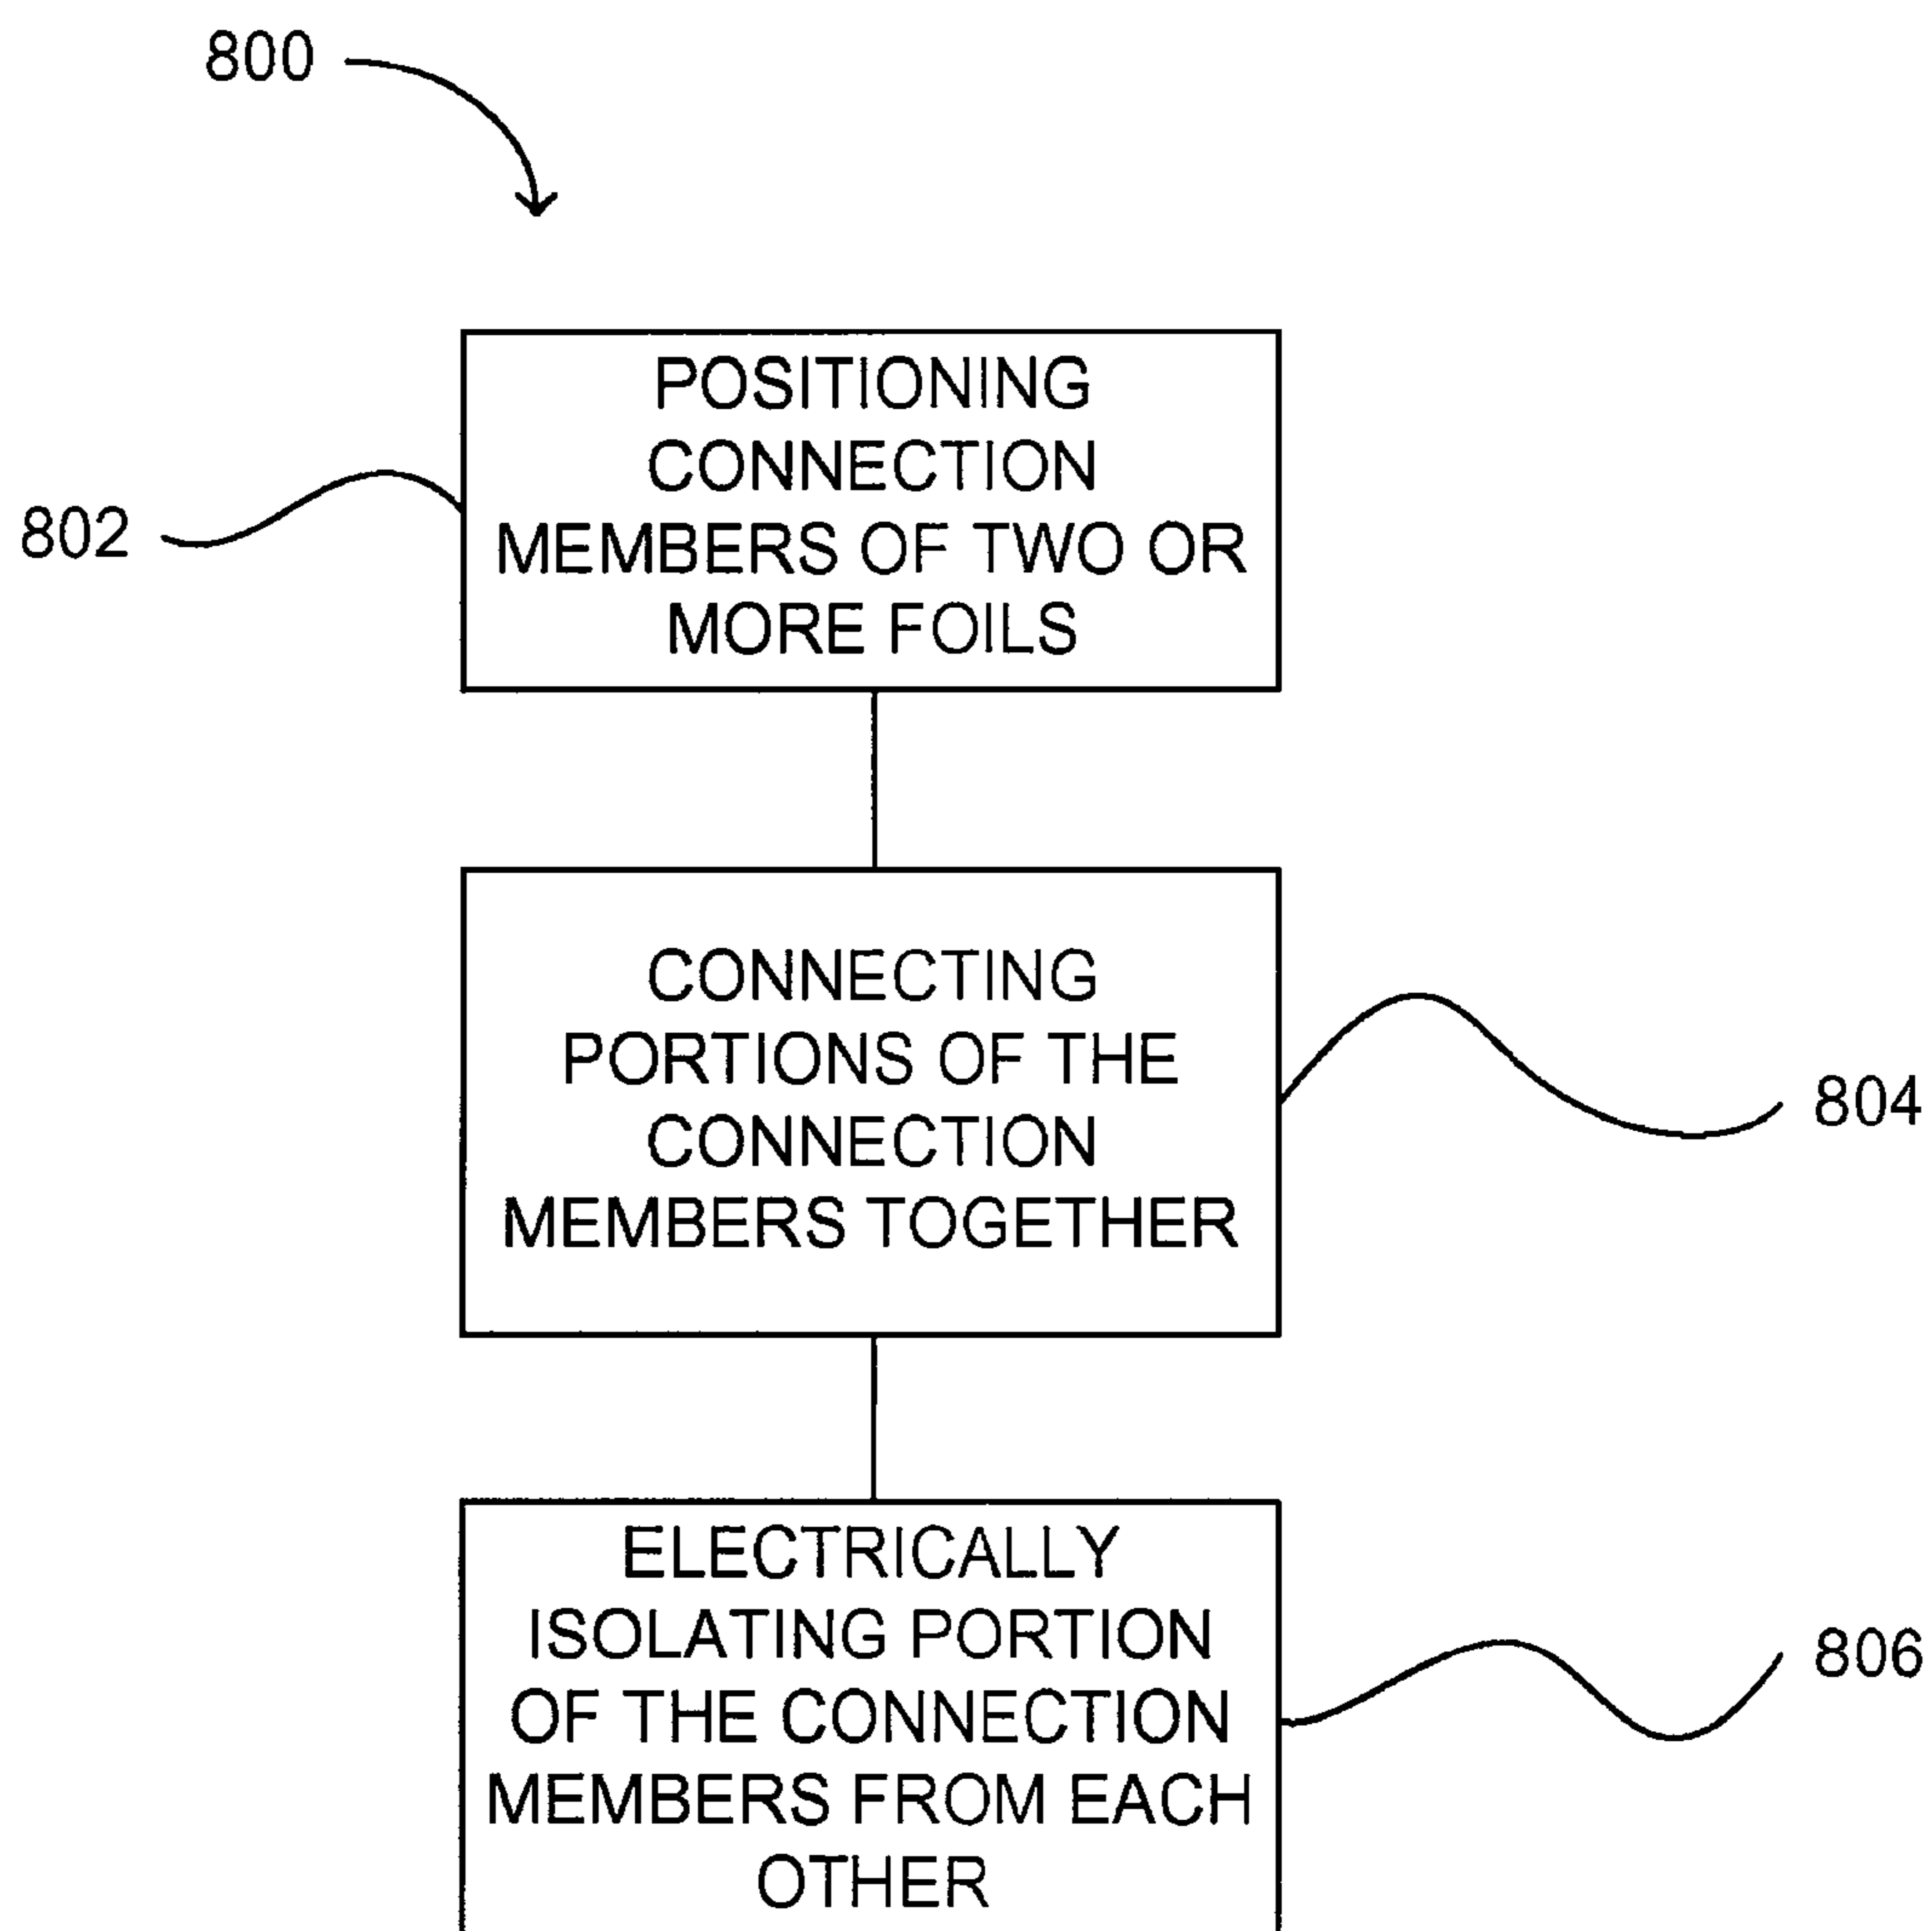 800
POSITIONING
CONNECTION
MEMBERS OF TWO OR
MORE FOILS
802
CONNECTING
PORTIONS OF THE
CONNECTION
MEMBERS TOGETHER
804
ELECTRICALLY
ISOLATING PORTION
OF THE CONNECTION
MEMBERS FROM EACH
OTHER
806